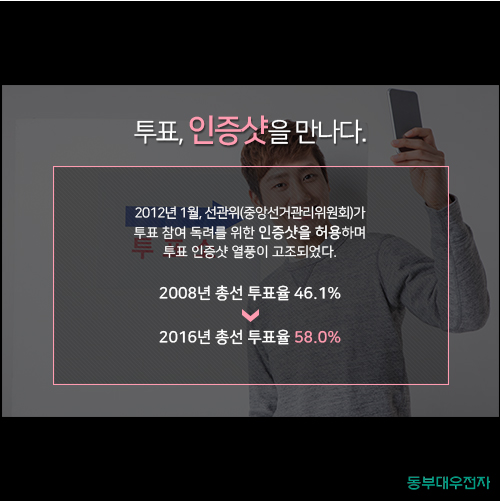 투표, 인증샷을 만나다.
2012년 1월, 선관위(중앙선거관리위원회)가
투표 참여 독려를 위한 인증샷을 허용하며
투표 인증샷 열풍이 고조되었다.
투표소
2008년 총선 투표율 46.1%
2016년 총선 투표율 58.0%
동부대우전자